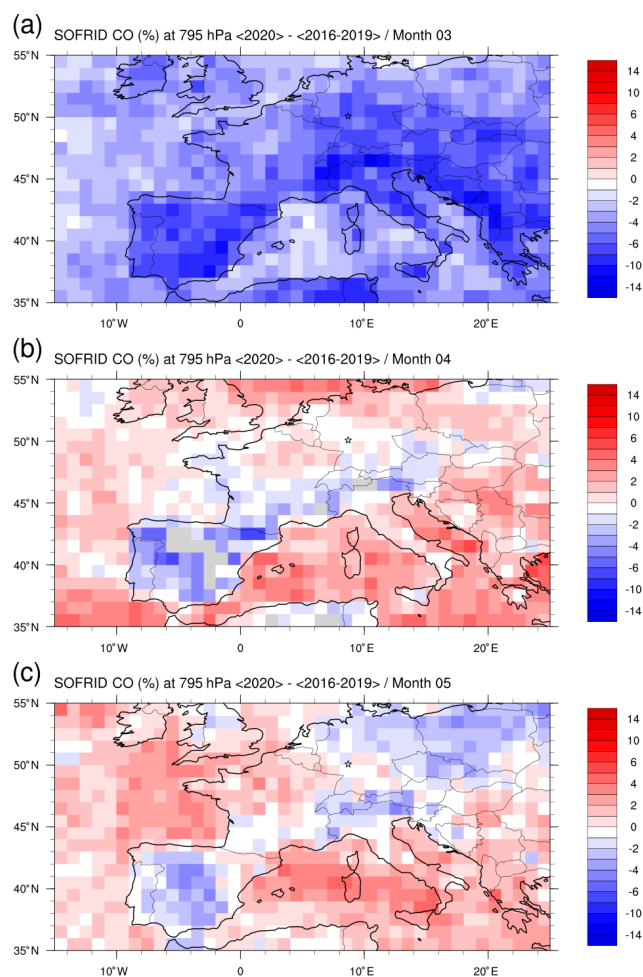 (a)
SOFRID CO (%) at 795 hPa <2020> - <2016-2019> / Month 03
55°N
50°N
45°N
40°N
35°N
10°W
0
10°E
20°E
14
10
6
4
2
0
-2
-4
-6
-10
-14
(b)
SOFRID CO (%) at 795 hPa <2020> - <2016-2019> / Month 04
55°N
50°N
45°N
40°N
35°N
10°W
0
10°E
20°E
14
10
6
4
2
0
-2
-4
-6
-10
-14
(c)
SOFRID CO (%) at 795 hPa <2020> - <2016-2019> / Month 05
55°N
50°N
45°N
40°N
35°N
10°W
0
10°E
20°E
14
10
6
4
2
0
-2
-4
-6
-10
-14